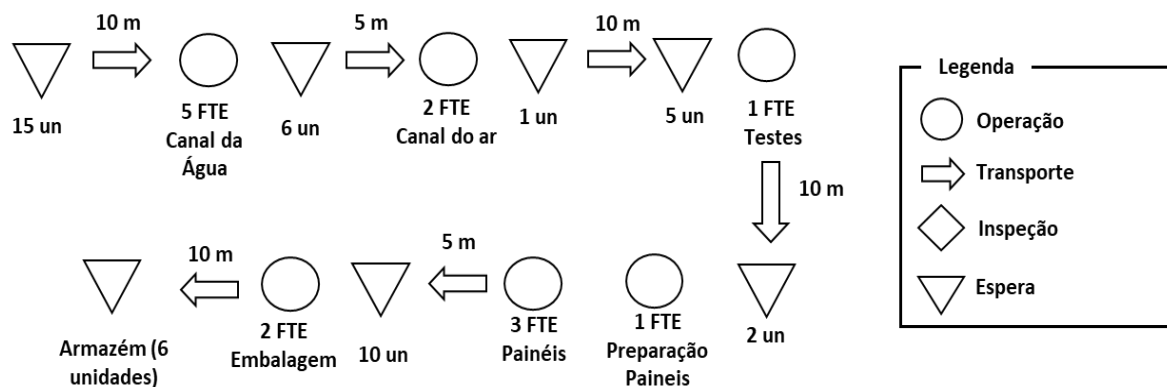 10 m
5 m
10 m
15 un
5 FTE
Canal da
Água
6 un
2 FTE
Canal do ar
1 un
5 un
1 FTE
Testes
10 m
10 m
5 m
Armazém (6
unidades)
2 FTE
Embalagem
10 un
3 FTE
Painéis
1 FTE
Preparação
Paineis
2 un
Legenda
Operação
Transporte
Inspeção
Espera